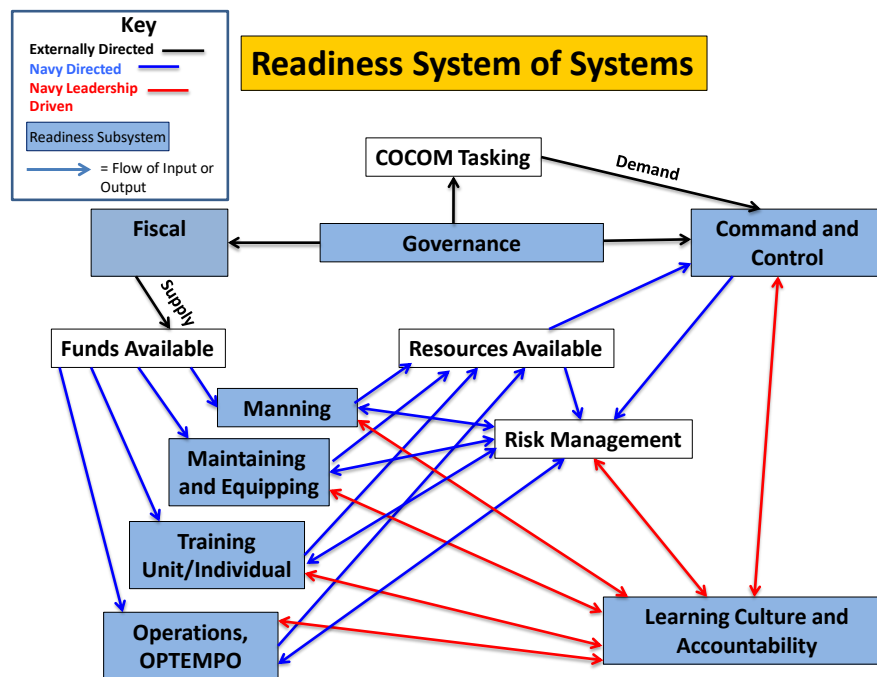 Key
Externally Directed
Navy Directed
Navy Leadership
Driven
Readiness Subsystem
= Flow of Input or
Output
Readiness System of Systems
COCOM Tasking
Demand
Fiscal
Governance
Command and
Control
Supply
Funds Available
Resources Available
Manning
Risk Management
Maintaining
and Equipping
Training
Unit/Individual
Operations,
OPTEMPO
Learning Culture and
Accountability